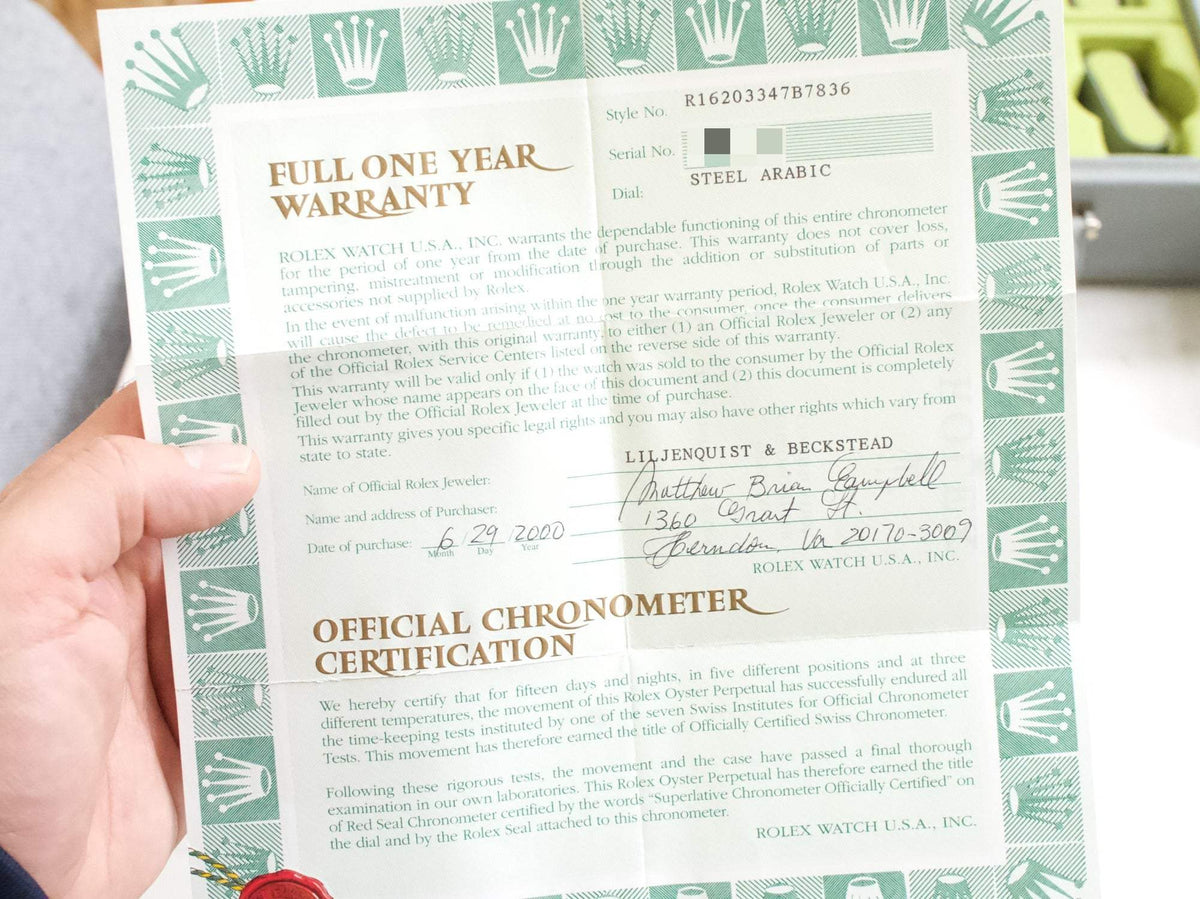 Style No. R16203347B7836
Serial No.
Dial: STEEL ARABIC
FULL ONE YEAR
WARRANTY
ROLEX WATCH U.S.A., INC. warrants the dependable functioning of this entire chronometer
for the period of one year from the date of purchase. This warranty does not cover loss,
tampering, mistreatment or modification through the addition or substitution of parts or
accessories not supplied by Rolex.
In the event of malfunction arising within the one year warranty period, Rolex Watch U.S.A., Inc.
will cause the defect to be remedied at no cost to the consumer, once the consumer delivers
the chronometer, with this original warranty, to either (1) an Official Rolex Jeweler or (2) any
of the Official Rolex Service Centers listed on the reverse side of this warranty.
This warranty will be valid only if (1) the watch was sold to the consumer by the Official Rolex
Jeweler whose name appears on the face of this document and (2) this document is completely
filled out by the Official Rolex Jeweler at the time of purchase.
This warranty gives you specific legal rights and you may also have other rights which vary from
state to state.
Name of Official Rolex Jeweler: LILJENQUIST & BECKSTEAD
Name and address of Purchaser: Matthew Brian Campbell
1360 Grant St.
Herndon, Va 20170-3009
Date of purchase: 6 29 2000
Month Day Year
ROLEX WATCH U.S.A., INC.
OFFICIAL CHRONOMETER
CERTIFICATION
We hereby certify that for fifteen days and nights, in five different positions and at three
different temperatures, the movement of this Rolex Oyster Perpetual has successfully endured all
the time-keeping tests instituted by one of the seven Swiss Institutes for Official Chronometer
Tests. This movement has therefore earned the title of Officially Certified Swiss Chronometer.
Following these rigorous tests, the movement and the case have passed a final thorough
examination in our own laboratories. This Rolex Oyster Perpetual has therefore earned the title
of Red Seal Chronometer certified by the words “Superlative Chronometer Officially Certified” on
the dial and by the Rolex Seal attached to this chronometer.
ROLEX WATCH U.S.A., INC.